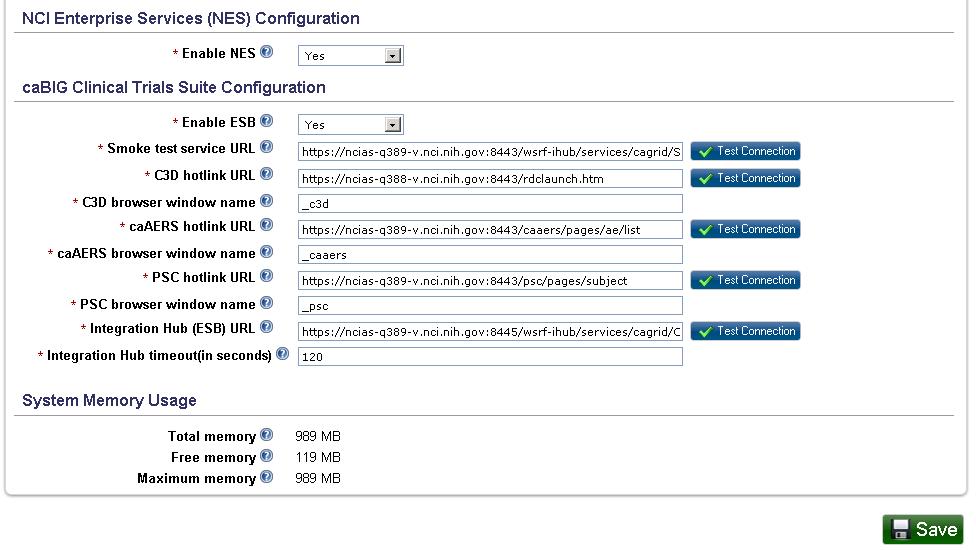 NCI Enterprise Services (NES) Configuration
* Enable NES Yes
caBIG Clinical Trials Suite Configuration
* Enable ESB Yes
* Smoke test service URL https://ncias-q389-v.nci.nih.gov:8443/wsrf-ihub/services/cagrid/S Test Connection
* C3D hotlink URL https://ncias-q388-v.nci.nih.gov:8443/rdclaunch.htm Test Connection
* C3D browser window name _c3d
* caAERS hotlink URL https://ncias-q389-v.nci.nih.gov:8443/caaers/pages/ae/list Test Connection
* caAERS browser window name _caaers
* PSC hotlink URL https://ncias-q389-v.nci.nih.gov:8443/psc/pages/subject Test Connection
* PSC browser window name _psc
* Integration Hub (ESB) URL https://ncias-q389-v.nci.nih.gov:8445/wsrf-ihub/services/cagrid/C Test Connection
* Integration Hub timeout(in seconds) 120
System Memory Usage
Total memory 989 MB
Free memory 119 MB
Maximum memory 989 MB
Save